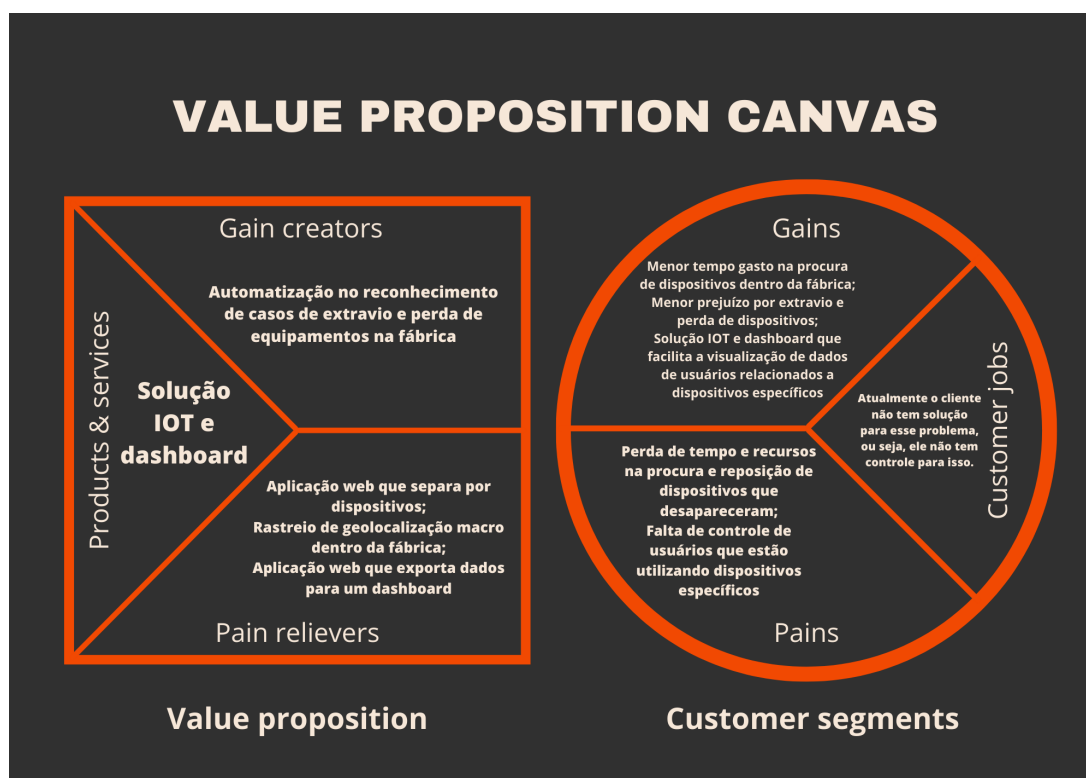 VALUE PROPOSITION CANVAS
Gain creators
Automatização no reconhecimento
de casos de extravio e perda de
equipamentos na fábrica
Products & services
Solução
IOT e
dashboard
Aplicação web que separa por
dispositivos;
Rastreio de geolocalização macro
dentro da fábrica;
Aplicação web que exporta dados
para um dashboard
Pain relievers
Value proposition
Gains
Menor tempo gasto na procura
de dispositivos dentro da fábrica;
Menor prejuízo por extravio e
perda de dispositivos;
Solução IOT e dashboard que
facilita a visualização de dados
de usuários relacionados a
dispositivos específicos
Atualmente o cliente
não tem solução
para esse problema,
ou seja, ele não tem
controle para isso.
Customer jobs
Perda de tempo e recursos
na procura e reposição de
dispositivos que
desapareceram;
Falta de controle de
usuários que estão
utilizando dispositivos
específicos
Pains
Customer segments